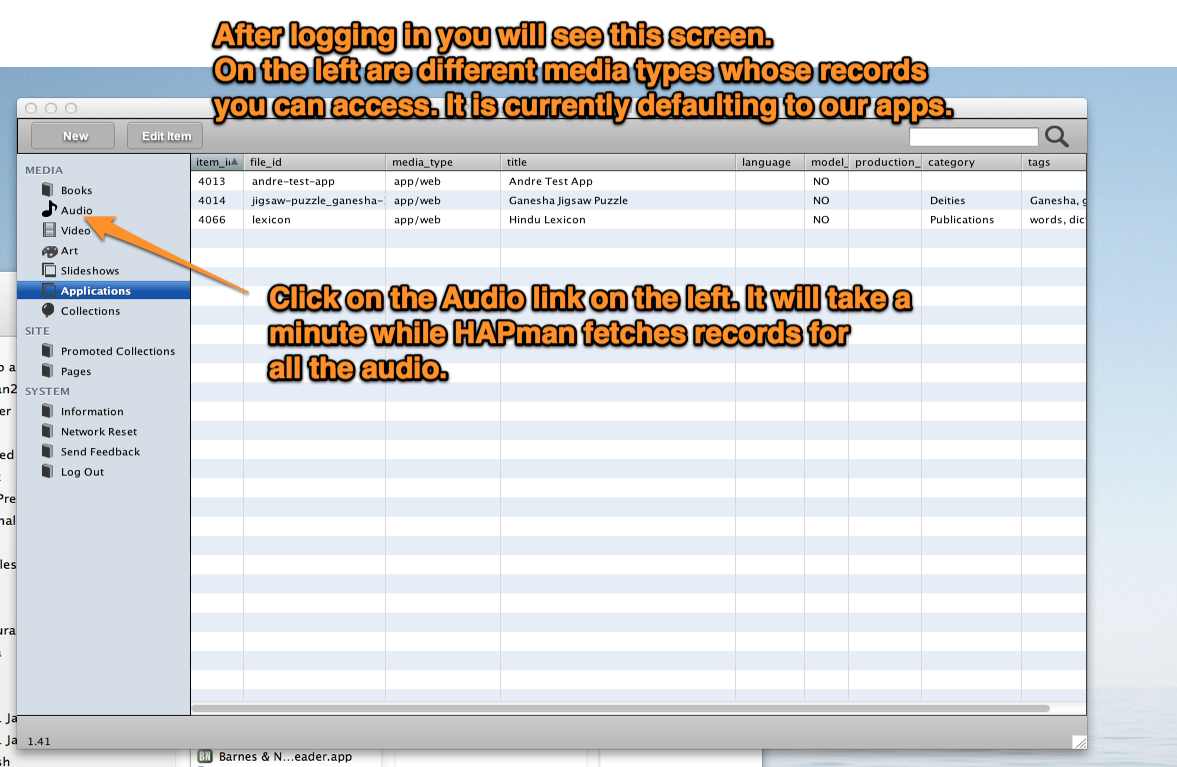 After logging in you will see this screen.
On the left are different media types whose records
you can access. It is currently defaulting to our apps.
New Edit Item
MEDIA
Books
Audio
Video
Art
Slideshows
Applications
Collections
SITE
Promoted Collections
Pages
SYSTEM
Information
Network Reset
Send Feedback
Log Out
file_id media_type title language model_ production_ category tags
4013 andre-test-app app/web Andre Test App NO
4014 jigsaw-puzzle_ganesha- app/web Ganesha Jigsaw Puzzle NO Deities Ganesha, g
4066 lexicon app/web Hindu Lexicon NO Publications words, dic
Click on the Audio link on the left. It will take a
minute while HAPman fetches records for
all the audio.
1.41
Barnes & N...eader.app